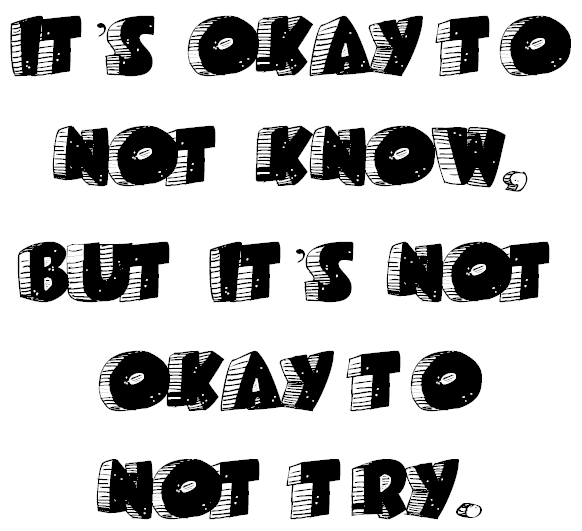 IT'S OKAY TO
NOT KNOW,
BUT IT'S NOT
OKAY TO
NOT TRY.